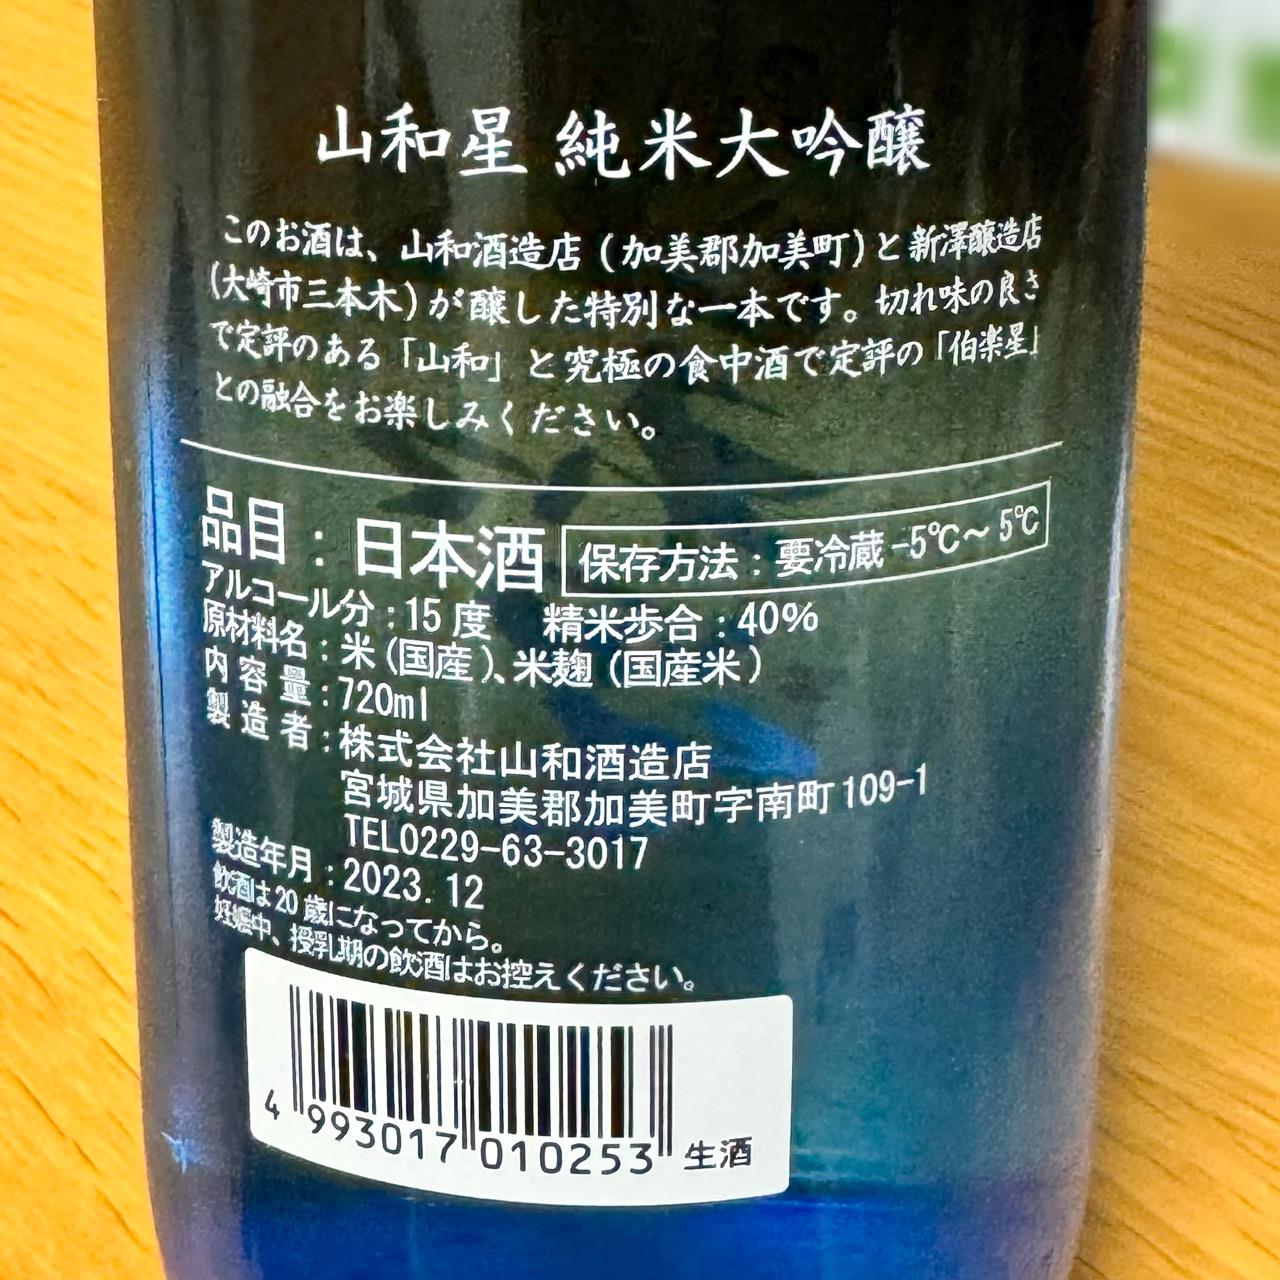 山和星 純米大吟醸
このお酒は、山和酒造店(加美郡加美町)と新澤醸造店
(大崎市三本木)が醸した特別な一本です。切れ味の良さ
で定評のある「山和」と究極の食中酒で定評の「伯楽星」
との融合をお楽しみください。
品目:日本酒 保存方法:要冷蔵-5℃~5℃
アルコール分:15度 精米歩合:40%
原材料名:米(国産)、米麹(国産米)
内容量:720ml
製造者:株式会社山和酒造店
宮城県加美郡加美町字南町109-1
TEL0229-63-3017
製造年月:2023.12
飲酒は20歳になってから。
妊娠中、授乳期の飲酒はお控えください。
4 993017 010253 生酒